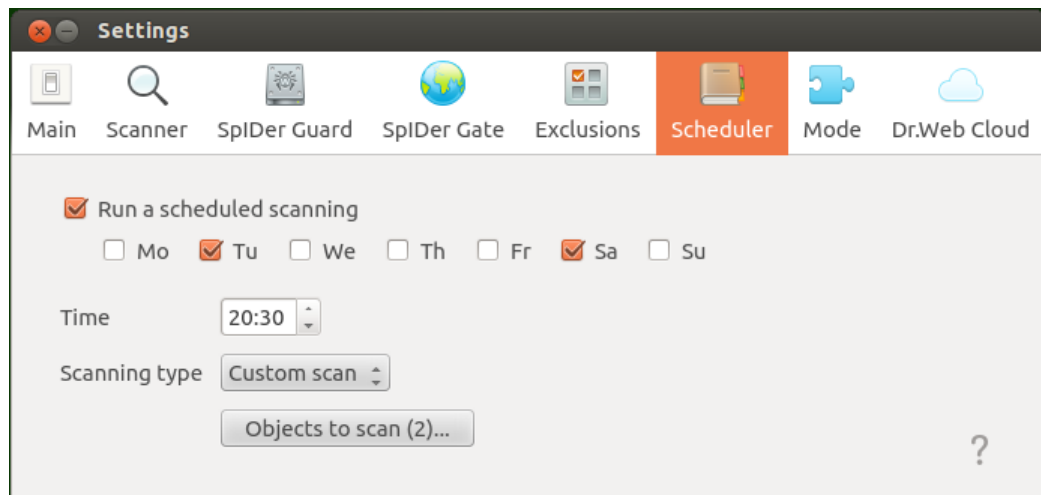 Settings
Main Scanner SpIDer Guard SpIDer Gate Exclusions Scheduler Mode Dr.Web Cloud
Run a scheduled scanning
Mo Tu We Th Fr Sa Su
Time 20:30
Scanning type Custom scan
Objects to scan (2)...
?